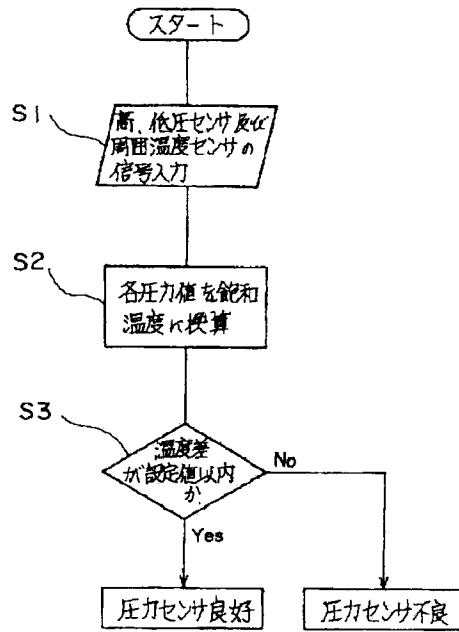 スタート
S1
高、低圧センサ及び
周囲温度センサの
信号入力
S2
各圧力値を飽和
温度に換算
S3
温度差
が設定値以内
か
No
Yes
圧力センサ良好
圧力センサ不良